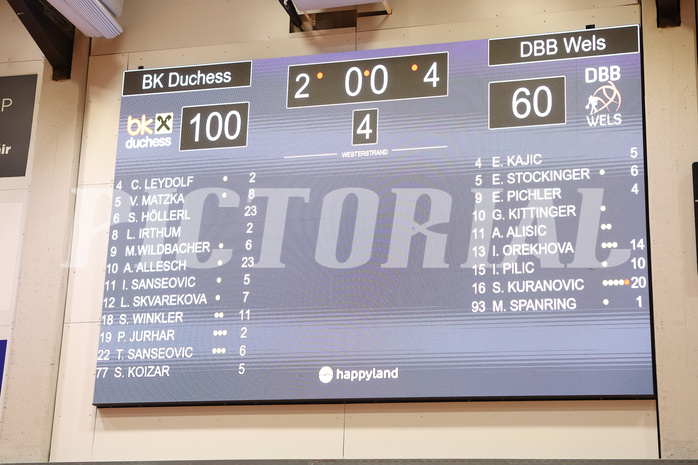 BK Duchess
DBB Wels
2 00 4
bk
duchess
100
4
60
DBB
WELS
WESTERSTRAND
4 C. LEYDOLF 2
5 V. MATZKA 8
6 S. HÖLLERL 23
8 L. IRTHUM 2
9 M.WILDBACHER 6
10 A. ALLESCH 23
11 I. SANSEOVIC 5
12 L. SKVAREKOVA 7
18 S. WINKLER 11
19 P. JURHAR 2
22 T. SANSEOVIC 6
77 S. KOIZAR 5
4 E. KAJIC 5
5 E. STOCKINGER 6
9 E. PICHLER 4
10 G. KITTINGER
11 A. ALISIC
13 I. OREKHOVA 14
15 I. PILIC 10
16 S. KURANOVIC 20
93 M. SPANRING 1
happyland
PICTORIAL